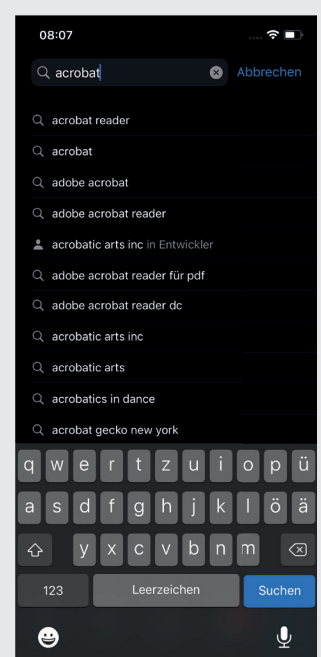 08:07
acrobat
Abbrechen
acrobat reader
acrobat
adobe acrobat
adobe acrobat reader
acrobatic arts inc in Entwickler
adobe acrobat reader für pdf
adobe acrobat reader dc
acrobatic arts inc
acrobatic arts
acrobatics in dance
acrobat gecko new york
q w e r t z u i o p ü
a s d f g h j k l ö ä
y x c v b n m
123 Leerzeichen Suchen